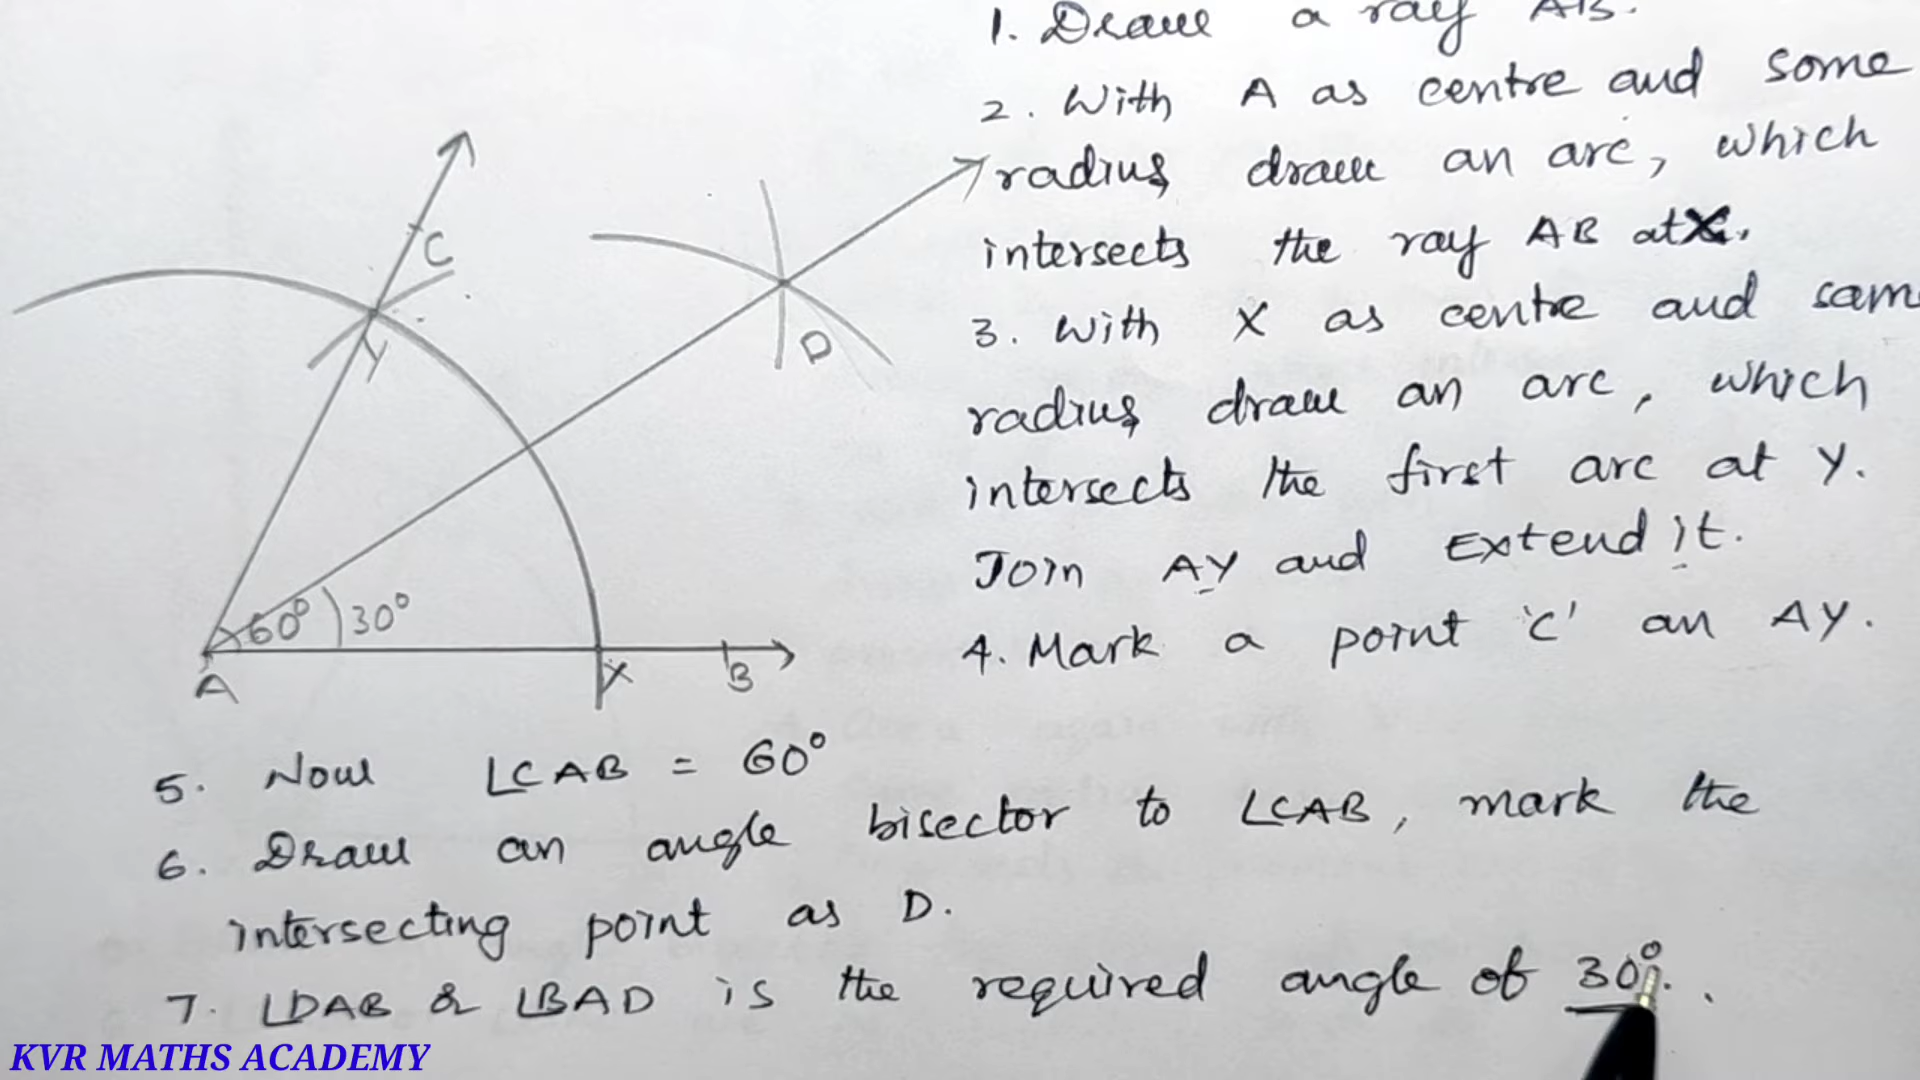 1. Draw a ray AB.
2. With A as centre and some
radius draw an arc, which
intersects the ray AB at X.
3. With X as centre and same
radius draw an arc, which
intersects the first arc at Y.
Join AY and Extend it.
4. Mark a point 'C' an AY.
C
Y
D
60° 30°
A X B
5. Now ∠CAB = 60°
6. Draw an angle bisector to ∠CAB, mark the
intersecting point as D.
7. ∠DAB & ∠BAD is the required angle of 30°.
KVR MATHS ACADEMY